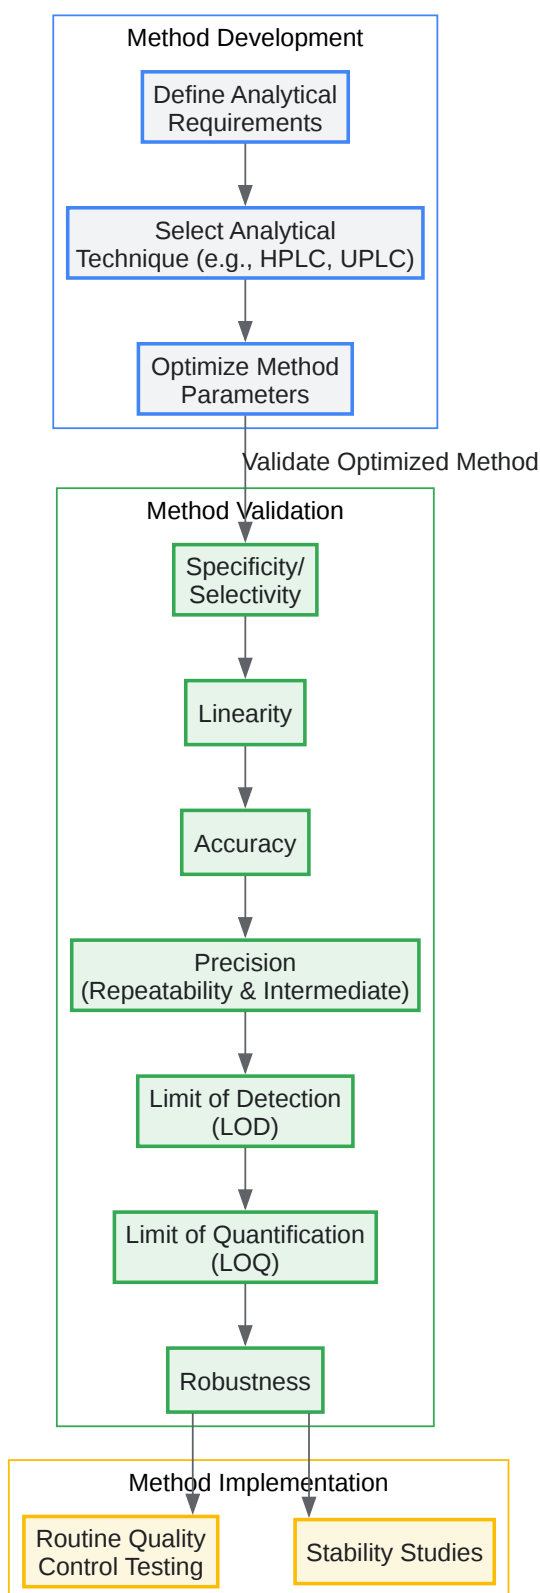 Method Development
Define Analytical
Requirements
Select Analytical
Technique (e.g., HPLC, UPLC)
Optimize Method
Parameters
Validate Optimized Method
Method Validation
Specificity/
Selectivity
Linearity
Accuracy
Precision
(Repeatability & Intermediate)
Limit of Detection
(LOD)
Limit of Quantification
(LOQ)
Robustness
Method Implementation
Routine Quality
Control Testing
Stability Studies